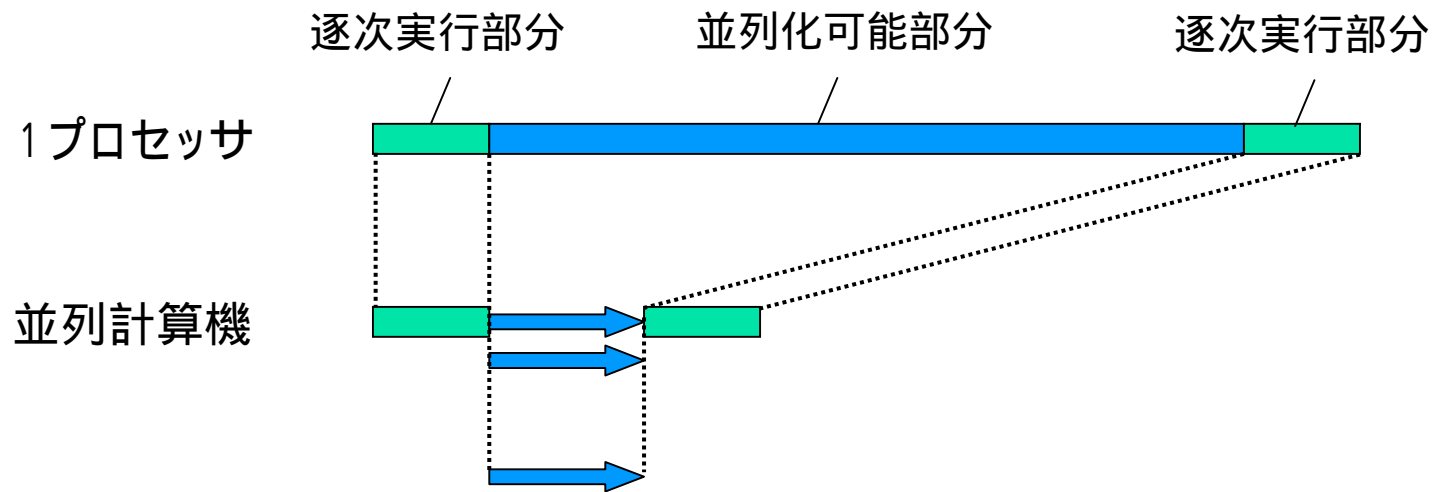 逐次実行部分
並列化可能部分
逐次実行部分
1プロセッサ
並列計算機